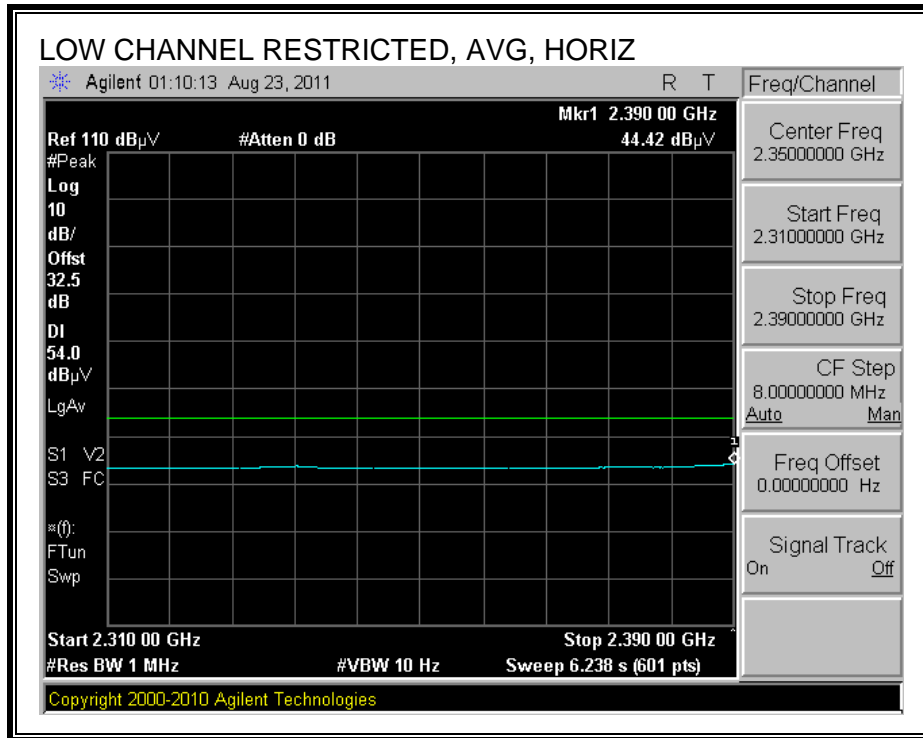 LOW CHANNEL RESTRICTED, AVG, HORIZ
Agilent 01:10:13 Aug 23, 2011
R T
Freq/Channel
Mkr1 2.390 00 GHz
Ref 110 dBµV #Atten 0 dB 44.42 dBµV
#Peak
Log
10
dB/
Offst
32.5
dB
DI
54.0
dBµV
LgAv
S1 V2
S3 FC
¤(f):
FTun
Swp
1
Start 2.310 00 GHz Stop 2.390 00 GHz ^
#Res BW 1 MHz #VBW 10 Hz Sweep 6.238 s (601 pts)
Center Freq
2.35000000 GHz
Start Freq
2.31000000 GHz
Stop Freq
2.39000000 GHz
CF Step
8.00000000 MHz
Auto Man
Freq Offset
0.00000000 Hz
Signal Track
On Off
Copyright 2000-2010 Agilent Technologies